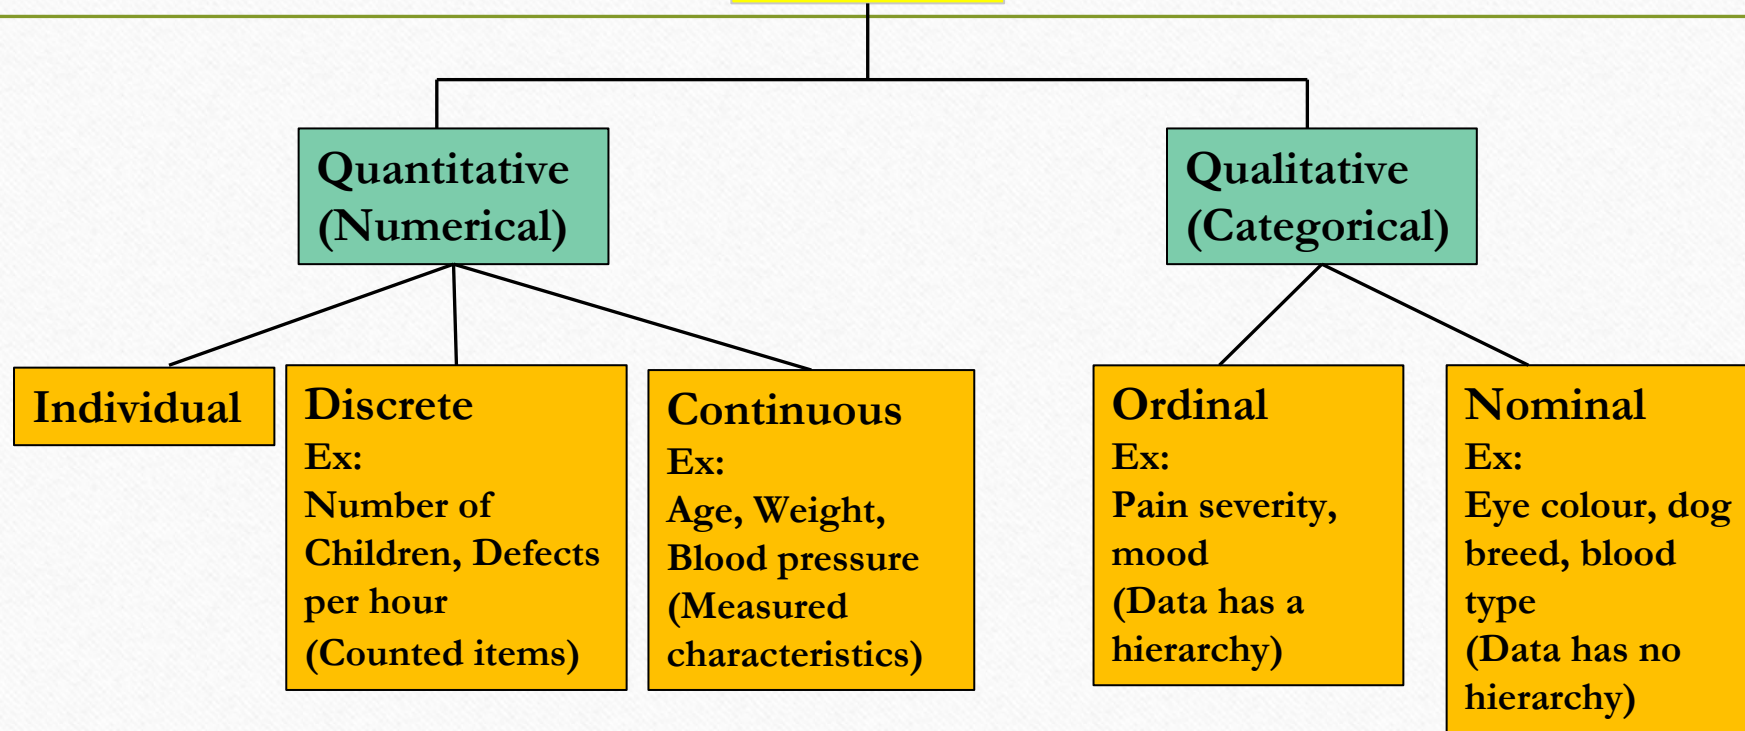 Quantitative
(Numerical)
Qualitative
(Categorical)
Individual
Discrete
Ex:
Number of
Children, Defects
per hour
(Counted items)
Continuous
Ex:
Age, Weight,
Blood pressure
(Measured
characteristics)
Ordinal
Ex:
Pain severity,
mood
(Data has a
hierarchy)
Nominal
Ex:
Eye colour, dog
breed, blood
type
(Data has no
hierarchy)